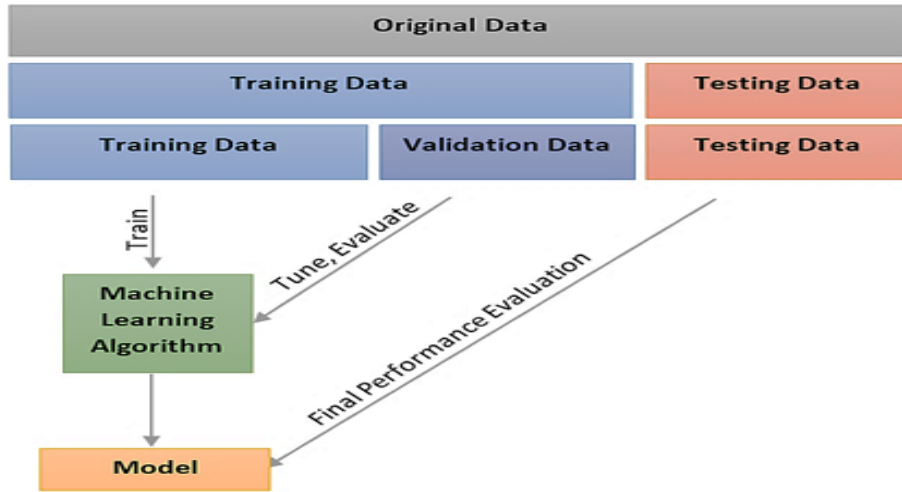 Original Data
Training Data
Testing Data
Training Data
Validation Data
Testing Data
Train
Tune, Evaluate
Final Performance Evaluation
Machine
Learning
Algorithm
Model